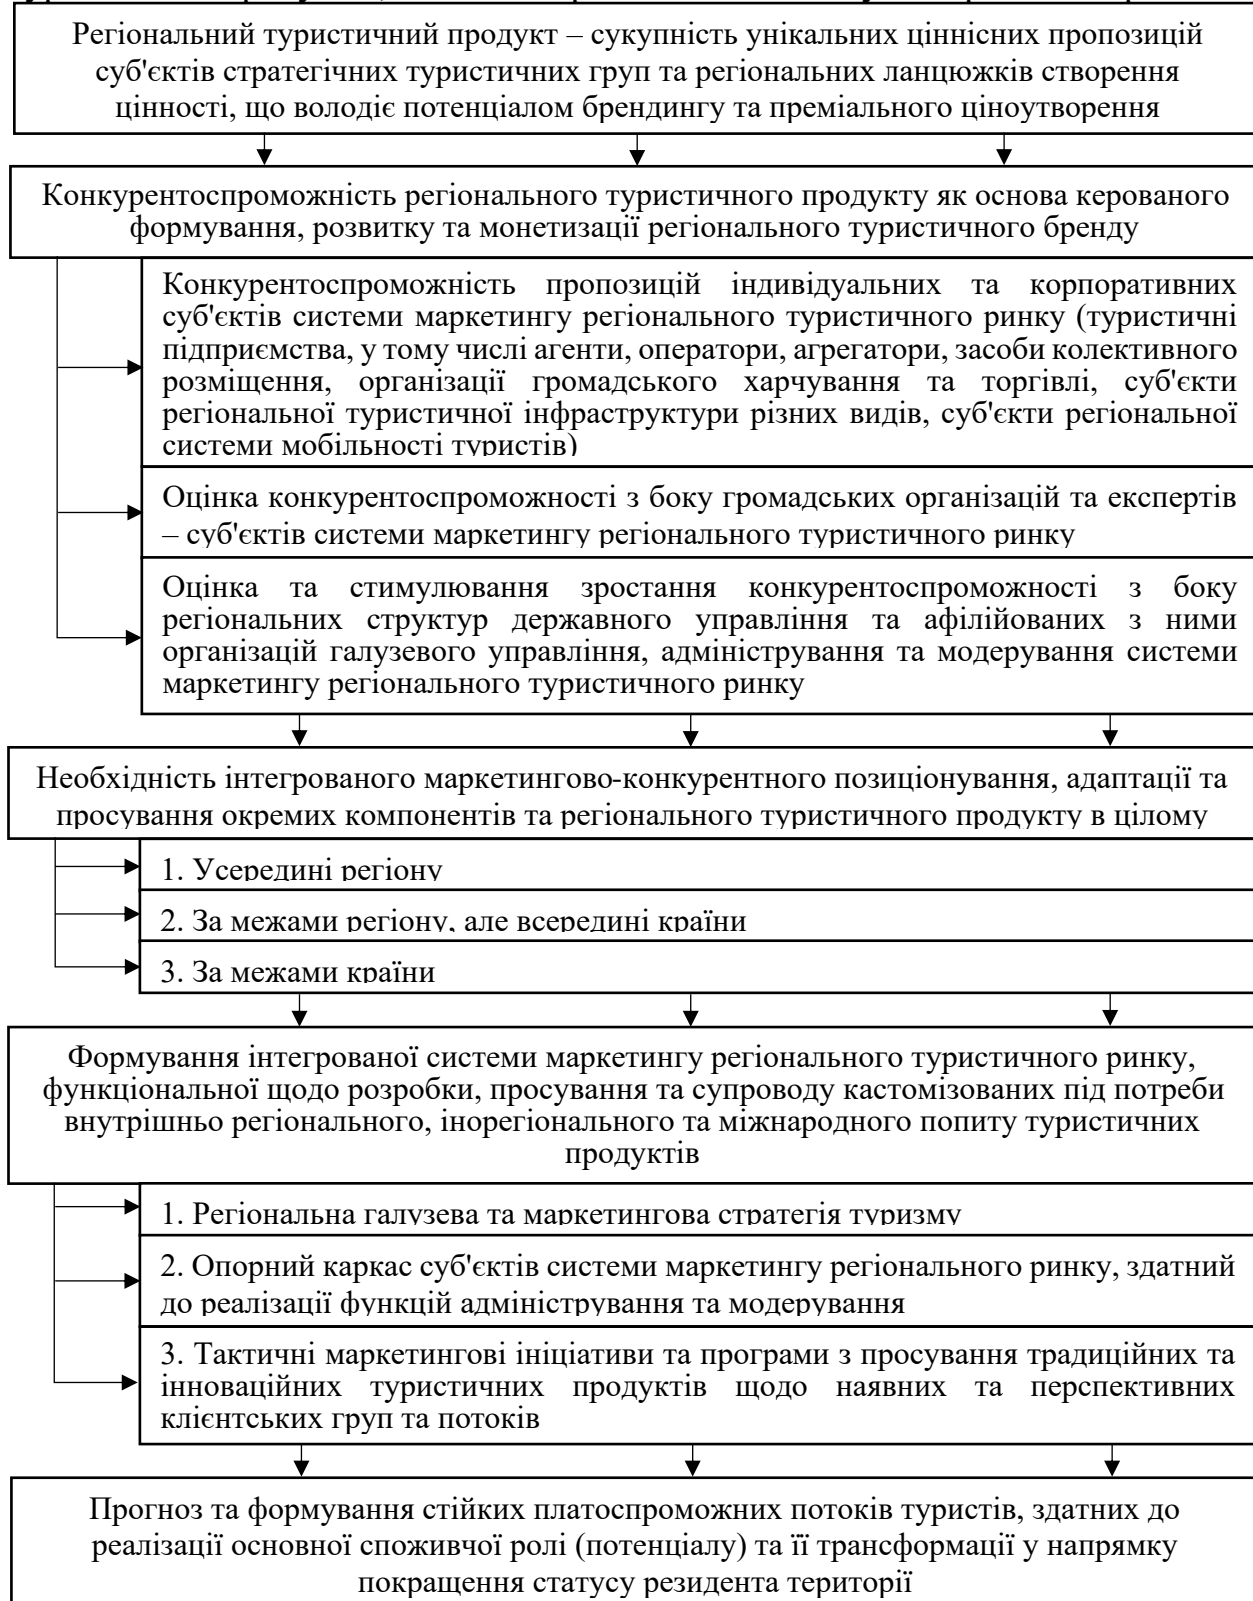 Регіональний туристичний продукт – сукупність унікальних ціннісних пропозицій
суб'єктів стратегічних туристичних груп та регіональних ланцюжків створення
цінності, що володіє потенціалом брендингу та преміального ціноутворення
Конкурентоспроможність регіонального туристичного продукту як основа керованого
формування, розвитку та монетизації регіонального туристичного бренду
Конкурентоспроможність пропозицій індивідуальних та корпоративних
суб'єктів системи маркетингу регіонального туристичного ринку (туристичні
підприємства, у тому числі агенти, оператори, агрегатори, засоби колективного
розміщення, організації громадського харчування та торгівлі, суб'єкти
регіональної туристичної інфраструктури різних видів, суб'єкти регіональної
системи мобільності туристів)
Оцінка конкурентоспроможності з боку громадських організацій та експертів
– суб'єктів системи маркетингу регіонального туристичного ринку
Оцінка та стимулювання зростання конкурентоспроможності з боку
регіональних структур державного управління та афілійованих з ними
організацій галузевого управління, адміністрування та модерування системи
маркетингу регіонального туристичного ринку
Необхідність інтегрованого маркетингово-конкурентного позиціонування, адаптації та
просування окремих компонентів та регіонального туристичного продукту в цілому
1. Усередині регіону
2. За межами регіону, але всередині країни
3. За межами країни
Формування інтегрованої системи маркетингу регіонального туристичного ринку,
функціональної щодо розробки, просування та супроводу кастомізованих під потреби
внутрішньо регіонального, інорегіонального та міжнародного попиту туристичних
продуктів
1. Регіональна галузева та маркетингова стратегія туризму
2. Опорний каркас суб'єктів системи маркетингу регіонального ринку, здатний
до реалізації функцій адміністрування та модерування
3. Тактичні маркетингові ініціативи та програми з просування традиційних та
інноваційних туристичних продуктів щодо наявних та перспективних
клієнтських груп та потоків
Прогноз та формування стійких платоспроможних потоків туристів, здатних до
реалізації основної споживчої ролі (потенціалу) та її трансформації у напрямку
покращення статусу резидента території